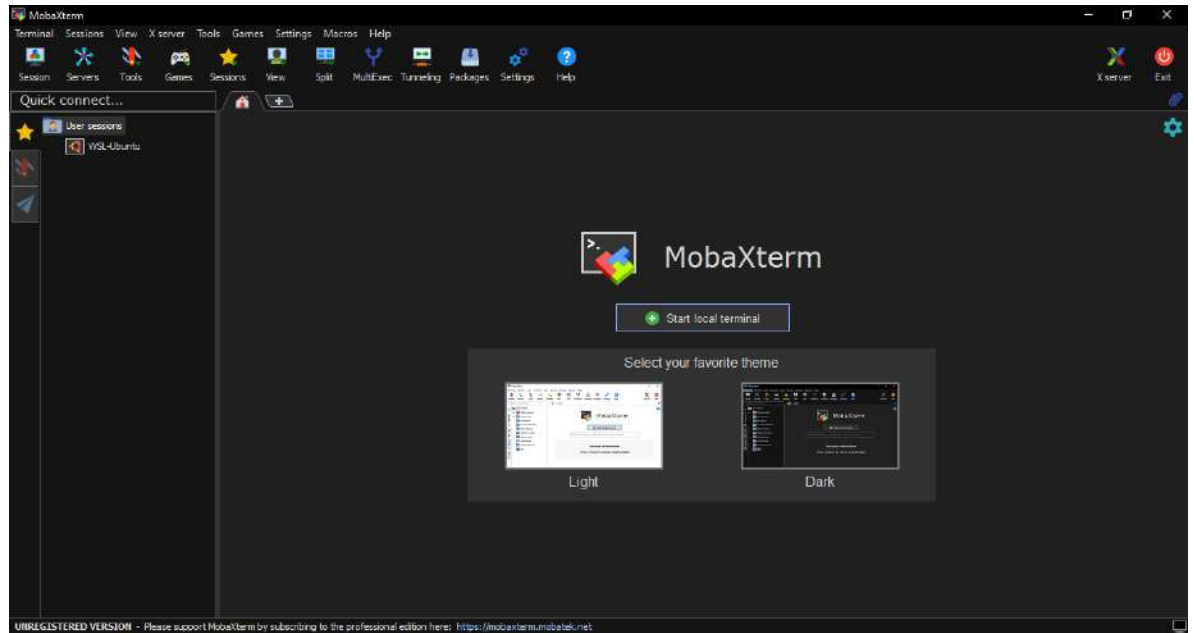 MobaXterm
Terminal Sessions View X server Tools Games Settings Macros Help
Session Servers Tools Games Sessions View Split MultiExec Tunneling Packages Settings Help X server Exit
Quick connect...
User sessions
WSL-Ubuntu
>.
MobaXterm
Start local terminal
Select your favorite theme
MobaXterm
MobaXterm
Light Dark
UNREGISTERED VERSION - Please support MobaXterm by subscribing to the professional edition here: https://mobaxterm.mobatek.net